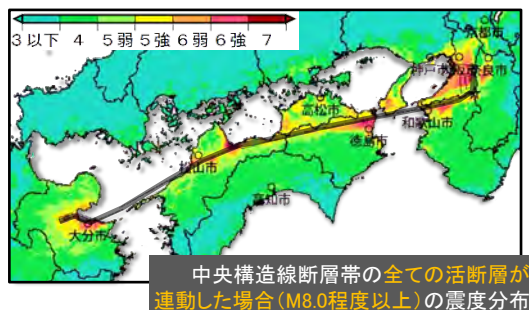 3以下 4 5弱 5強 6弱 6強 7
京都市
神戸市 大阪 奈良市
高松市
和歌山市
徳島市
松山市
高知市
大分市
中央構造線断層帯の全ての活断層が
連動した場合(M8.0程度以上)の震度分布